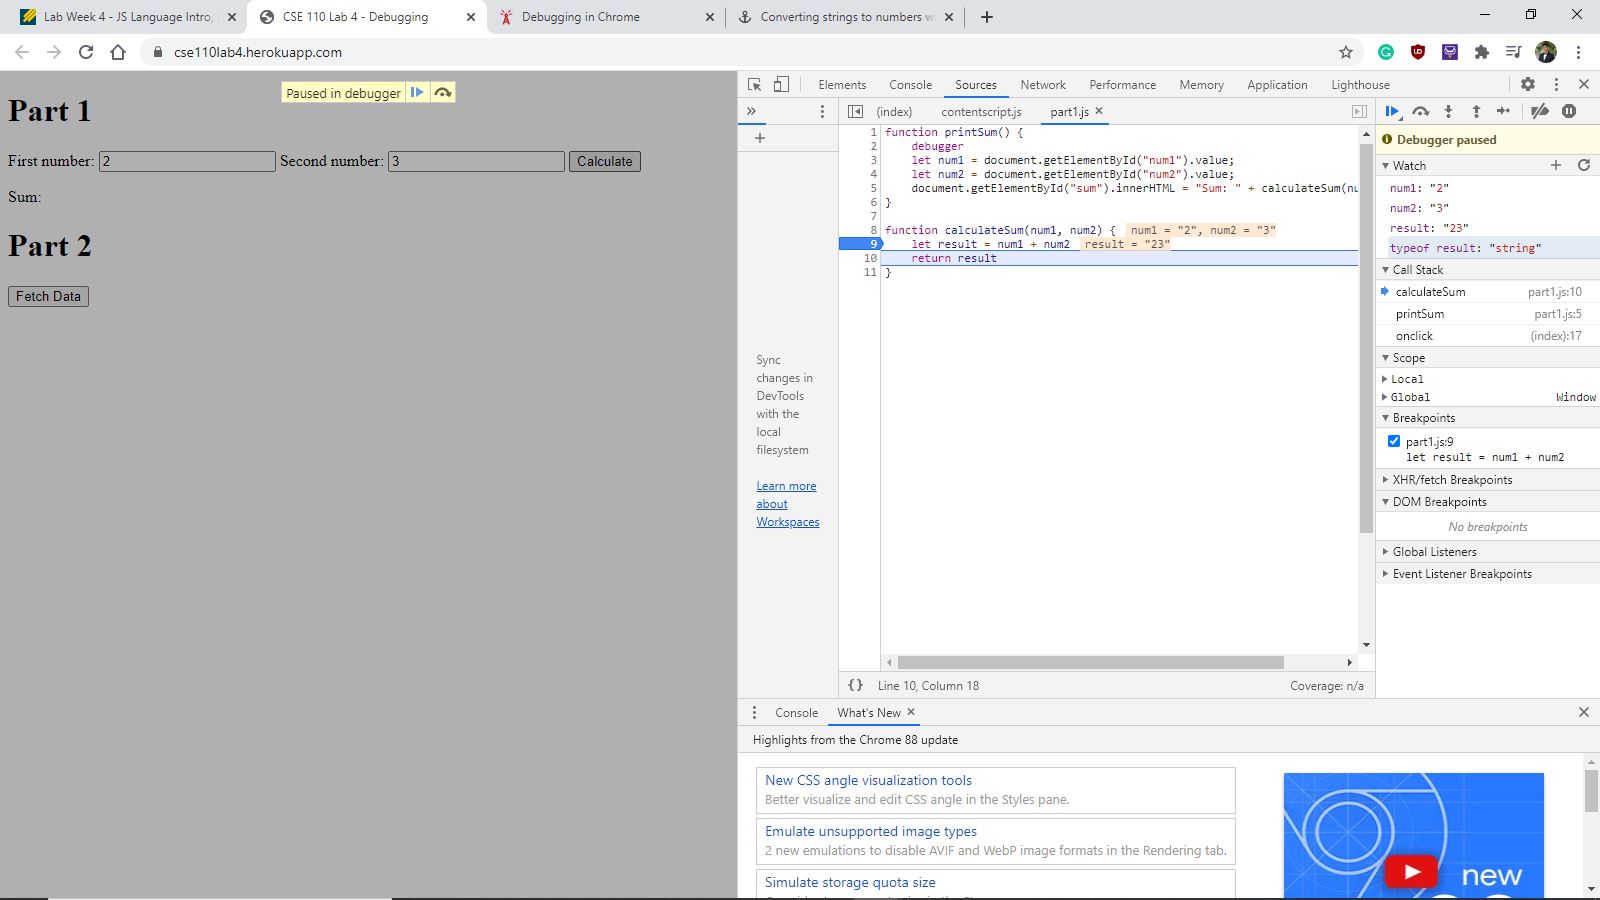 Lab Week 4 - JS Language Intro,
CSE 110 Lab 4 - Debugging
Debugging in Chrome
Converting strings to numbers w
cse110lab4.herokuapp.com
Paused in debugger
Part 1
First number: 2 Second number: 3 Calculate
Sum:
Part 2
Fetch Data
Elements Console Sources Network Performance Memory Application Lighthouse
(index) contentscript.js part1.js
Sync
changes in
DevTools
with the
local
filesystem
Learn more
about
Workspaces
1 function printSum() {
2 debugger
3 let num1 = document.getElementById("num1").value;
4 let num2 = document.getElementById("num2").value;
5 document.getElementById("sum").innerHTML = "Sum: " + calculateSum(nu
6 }
7
8 function calculateSum(num1, num2) { num1 = "2", num2 = "3"
9 let result = num1 + num2 result = "23"
10 return result
11 }
{} Line 10, Column 18 Coverage: n/a
Debugger paused
Watch
num1: "2"
num2: "3"
result: "23"
typeof result: "string"
Call Stack
calculateSum part1.js:10
printSum part1.js:5
onclick (index):17
Scope
Local
Global Window
Breakpoints
part1.js:9
let result = num1 + num2
XHR/fetch Breakpoints
DOM Breakpoints
No breakpoints
Global Listeners
Event Listener Breakpoints
Console What's New
Highlights from the Chrome 88 update
New CSS angle visualization tools
Better visualize and edit CSS angle in the Styles pane.
Emulate unsupported image types
2 new emulations to disable AVIF and WebP image formats in the Rendering tab.
Simulate storage quota size
new